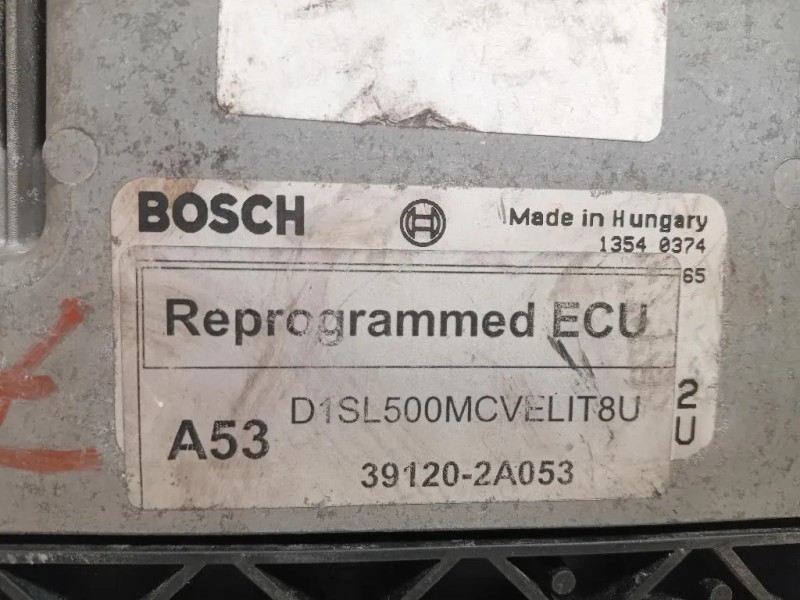 BOSCH Made in Hungary
1354 0374
65
Reprogrammed ECU
D1SL500MCVELIT8U 2
A53 U
39120-2A053